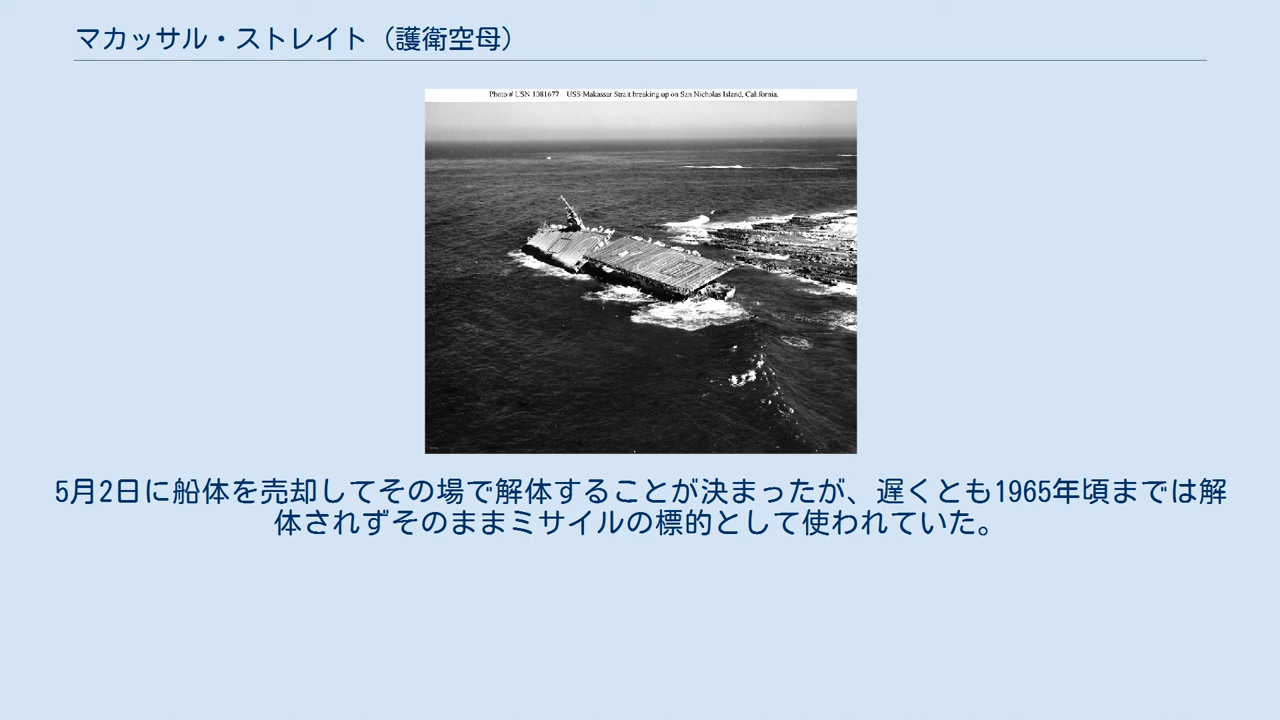 マカッサル・ストレイト（護衛空母）
Photo # USN 1081677 USS Makassar Strait breaking up on San Nicholas Island, California.
5月2日に船体を売却してその場で解体することが決まったが、遅くとも1965年頃までは解
体されずそのままミサイルの標的として使われていた。